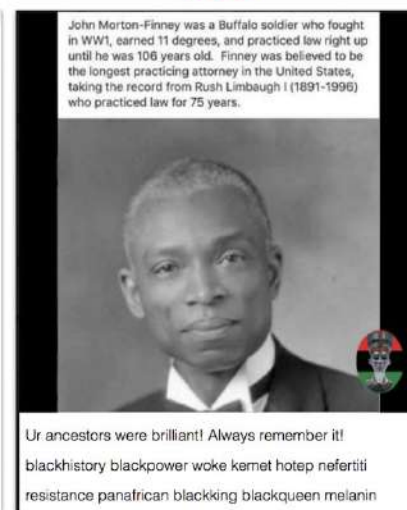 John Morton-Finney was a Buffalo soldier who fought
in WW1, earned 11 degrees, and practiced law right up
until he was 106 years old. Finney was believed to be
the longest practicing attorney in the United States,
taking the record from Rush Limbaugh I (1891-1996)
who practiced law for 75 years.
Ur ancestors were brilliant! Always remember it!
blackhistory blackpower woke kemet hotep nefertiti
resistance panafrican blackking blackqueen melanin